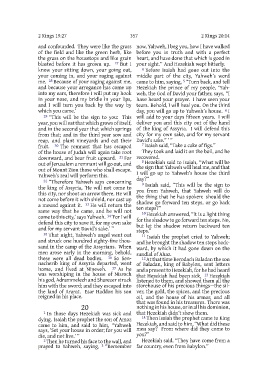 2 Kings 19:27
367
2 Kings 20:14
and confounded. They were like the grass
of the field and like the green herb, like
the grass on the housetops and like grain
blasted before it has grown up. 27 But I
know your sitting down, your going out,
your coming in, and your raging against
me. 28 Because of your raging against me,
and because your arrogance has come up
into my ears, therefore I will put my hook
in your nose, and my bridle in your lips,
and I will turn you back by the way by
which you came.’
29 “This will be the sign to you: This
year, you will eat that which grows of itself,
and in the second year that which springs
from that; and in the third year sow and
reap, and plant vineyards and eat their
fruit. 30 The remnant that has escaped
of the house of Judah will again take root
downward, and bear fruit upward. 31 For
out of Jerusalem a remnant will go out, and
out of Mount Zion those who shall escape.
Yahweh’s zeal will perform this.
32 “Therefore Yahweh says concerning
the king of Assyria, ‘He will not come to
this city, nor shoot an arrow there. He will
not come before it with shield, nor cast up
a mound against it. 33 He will return the
same way that he came, and he will not
come to this city,’ says Yahweh. 34 ‘For I will
defend this city to save it, for my own sake
and for my servant David’s sake.’”
35 That night, Yahweh’s angel went out
and struck one hundred eighty-five thou-
sand in the camp of the Assyrians. When
men arose early in the morning, behold,
these were all dead bodies. 36 So Sen-
nacherib king of Assyria departed, went
home, and lived at Nineveh. 37 As he
was worshiping in the house of Nisroch
his god, Adrammelech and Sharezer struck
him with the sword; and they escaped into
the land of Ararat. Esar Haddon his son
reigned in his place.
20
1 In those days Hezekiah was sick and
dying. Isaiah the prophet the son of Amoz
came to him, and said to him, “Yahweh
says, ‘Set your house in order; for you will
die, and not live.’”
2 Then he turned his face to the wall, and
prayed to Yahweh, saying, 3 “Remember
now, Yahweh, I beg you, how I have walked
before you in truth and with a perfect
heart, and have done that which is good in
your sight.” And Hezekiah wept bitterly.
4 Before Isaiah had gone out into the
middle part of the city, Yahweh’s word
came to him, saying, 5 “Turn back, and tell
Hezekiah the prince of my people, ‘Yah-
weh, the God of David your father, says, “I
have heard your prayer. I have seen your
tears. Behold, I will heal you. On the third
day, you will go up to Yahweh’s house. 6 I
will add to your days fifteen years. I will
deliver you and this city out of the hand
of the king of Assyria. I will defend this
city for my own sake, and for my servant
David’s sake.”’”
7 Isaiah said, “Take a cake of figs.”
They took and laid it on the boil, and he
recovered.
8 Hezekiah said to Isaiah, “What will be
the sign that Yahweh will heal me, and that
I will go up to Yahweh’s house the third
day?”
9 Isaiah said, “This will be the sign to
you from Yahweh, that Yahweh will do
the thing that he has spoken: should the
shadow go forward ten steps, or go back
ten steps?”
10 Hezekiah answered, “It is a light thing
for the shadow to go forward ten steps. No,
but let the shadow return backward ten
steps.”
11 Isaiah the prophet cried to Yahweh;
and he brought the shadow ten steps back-
ward, by which it had gone down on the
sundial of Ahaz.
12 At that time Berodach Baladan the son
of Baladan, king of Babylon, sent letters
and a present to Hezekiah, for he had heard
that Hezekiah had been sick. 13 Hezekiah
listened to them, and showed them all the
storehouse of his precious things—the sil-
ver, the gold, the spices, and the precious
oil, and the house of his armor, and all
that was found in his treasures. There was
nothing in his house, or in all his dominion,
that Hezekiah didn’t show them.
14 Then Isaiah the prophet came to King
Hezekiah, and said to him, “What did these
men say? From where did they come to
you?”
Hezekiah said, “They have come from a
far country, even from Babylon.”